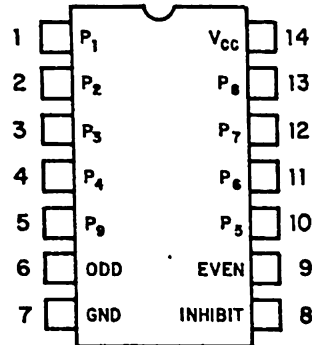 1 P1 VCC 14
2 P2 P8 13
3 P3 P7 12
4 P4 P6 11
5 P9 P5 10
6 ODD EVEN 9
7 GND INHIBIT 8